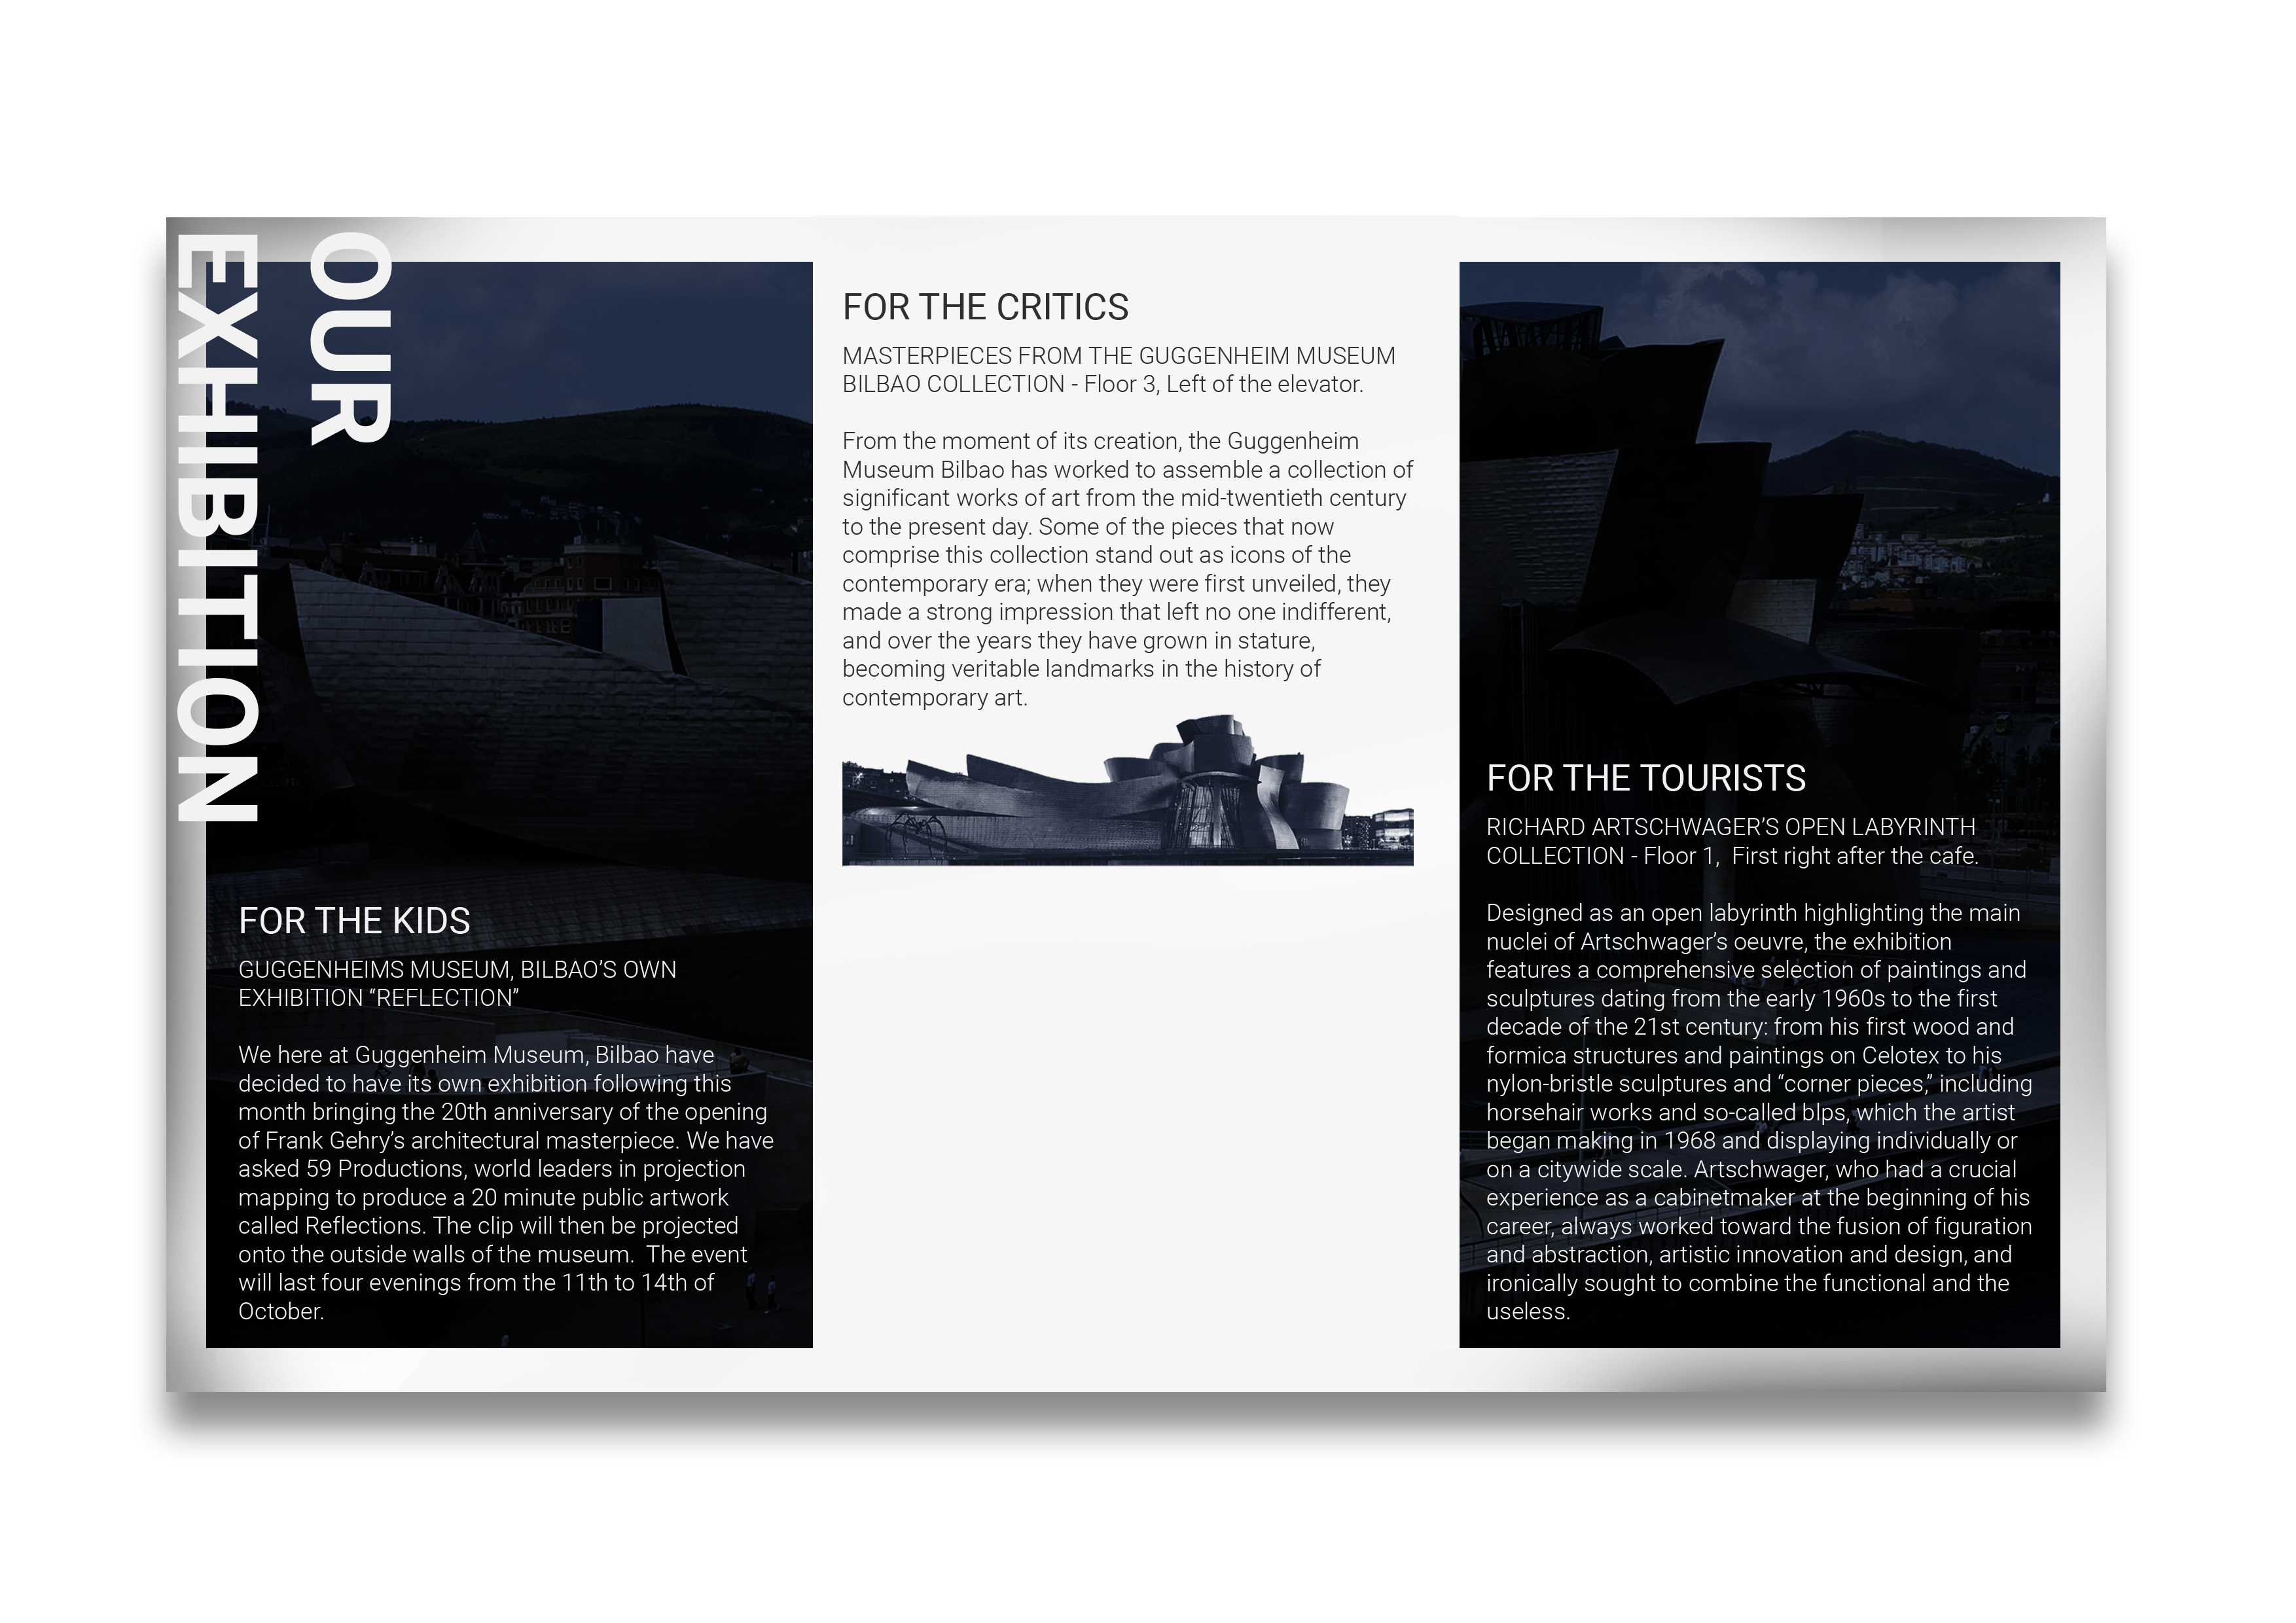 OUR
EXHIBITION
FOR THE KIDS
GUGGENHEIMS MUSEUM, BILBAO’S OWN
EXHIBITION “REFLECTION”
We here at Guggenheim Museum, Bilbao have
decided to have its own exhibition following this
month bringing the 20th anniversary of the opening
of Frank Gehry’s architectural masterpiece. We have
asked 59 Productions, world leaders in projection
mapping to produce a 20 minute public artwork
called Reflections. The clip will then be projected
onto the outside walls of the museum.  The event
will last four evenings from the 11th to 14th of
October.
FOR THE CRITICS
MASTERPIECES FROM THE GUGGENHEIM MUSEUM
BILBAO COLLECTION - Floor 3, Left of the elevator.
From the moment of its creation, the Guggenheim
Museum Bilbao has worked to assemble a collection of
significant works of art from the mid-twentieth century
to the present day. Some of the pieces that now
comprise this collection stand out as icons of the
contemporary era; when they were first unveiled, they
made a strong impression that left no one indifferent,
and over the years they have grown in stature,
becoming veritable landmarks in the history of
contemporary art.
FOR THE TOURISTS
RICHARD ARTSCHWAGER’S OPEN LABYRINTH
COLLECTION - Floor 1,  First right after the cafe.
Designed as an open labyrinth highlighting the main
nuclei of Artschwager’s oeuvre, the exhibition
features a comprehensive selection of paintings and
sculptures dating from the early 1960s to the first
decade of the 21st century: from his first wood and
formica structures and paintings on Celotex to his
nylon-bristle sculptures and “corner pieces,” including
horsehair works and so-called blps, which the artist
began making in 1968 and displaying individually or
on a citywide scale. Artschwager, who had a crucial
experience as a cabinetmaker at the beginning of his
career, always worked toward the fusion of figuration
and abstraction, artistic innovation and design, and
ironically sought to combine the functional and the
useless.